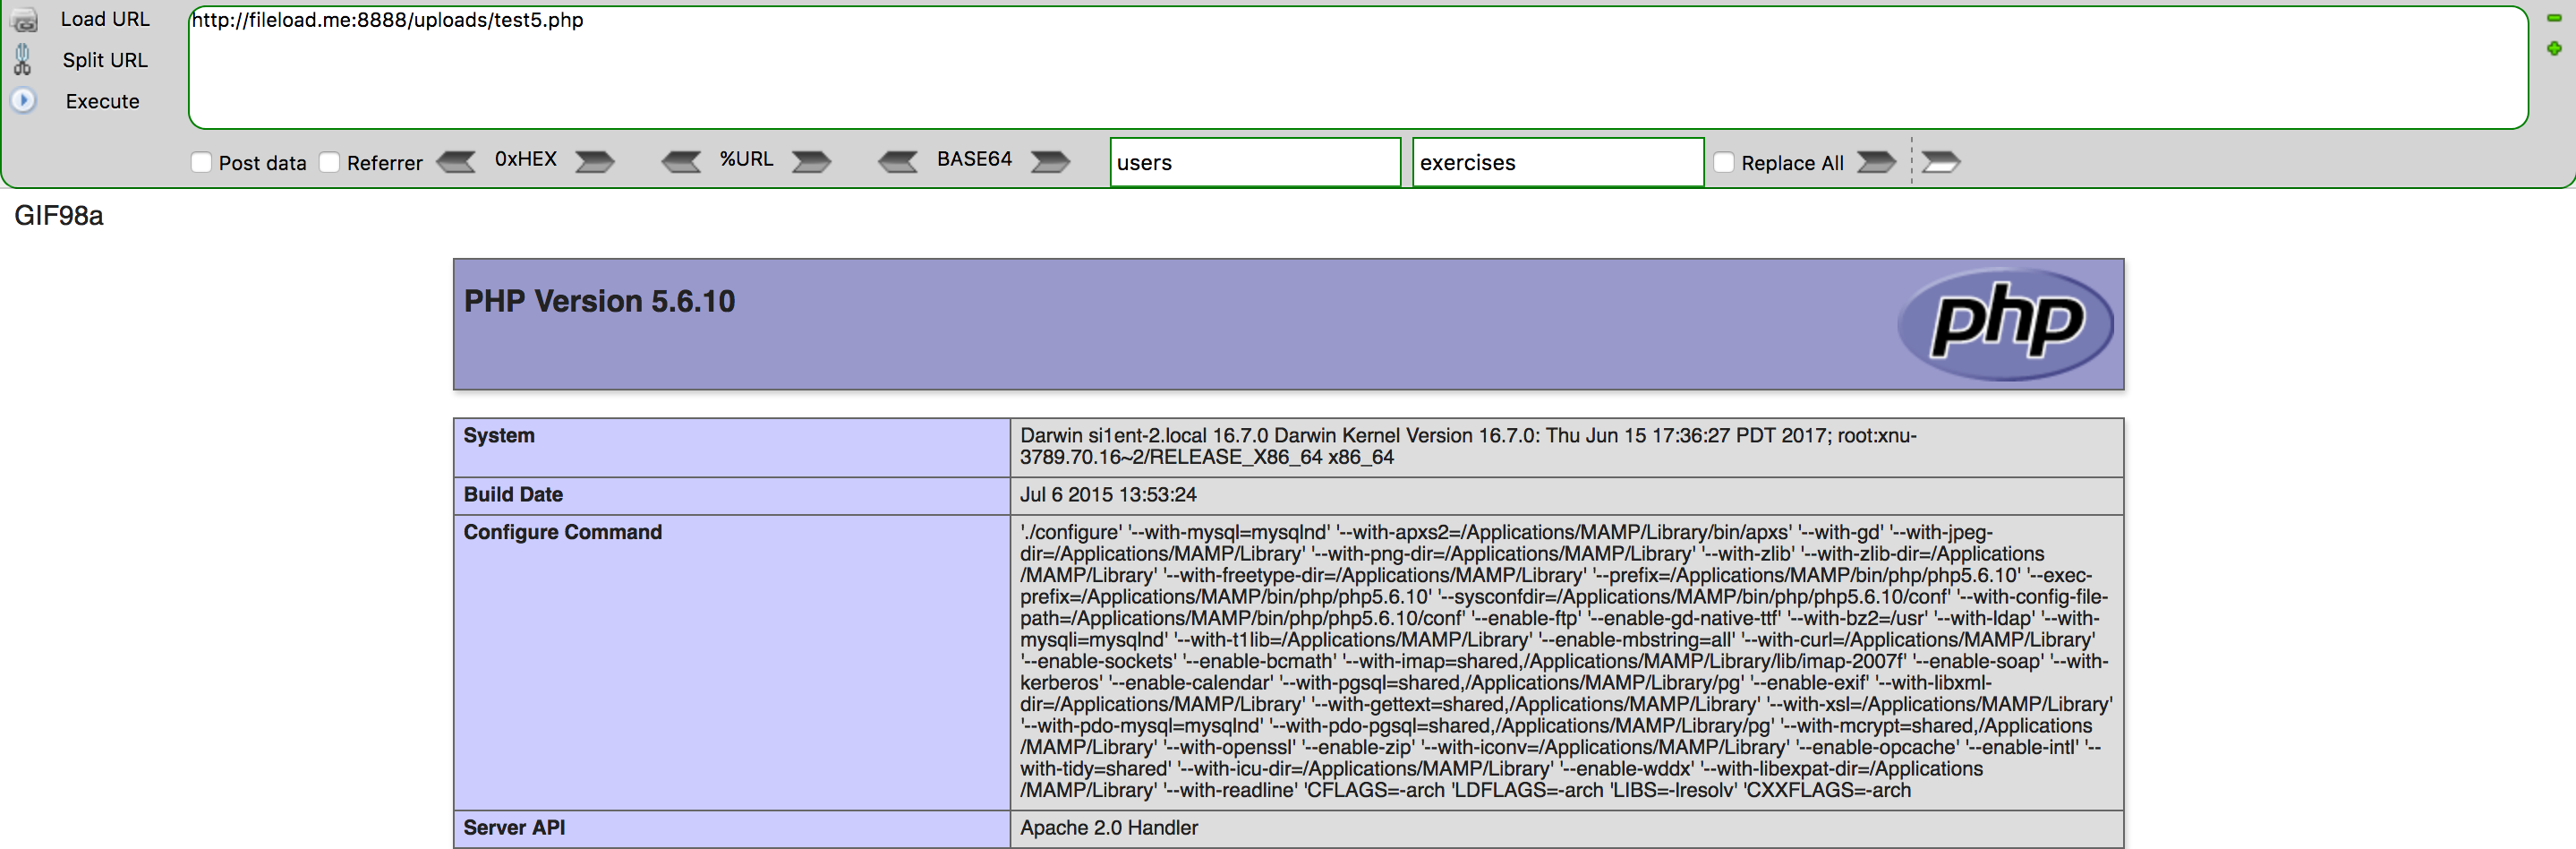 Load URL
http://fileload.me:8888/uploads/test5.php
Split URL
Execute
Post data Referrer 0xHEX %URL BASE64 users exercises Replace All
GIF98a
PHP Version 5.6.10
php
System Darwin si1ent-2.local 16.7.0 Darwin Kernel Version 16.7.0: Thu Jun 15 17:36:27 PDT 2017; root:xnu-
3789.70.16~2/RELEASE_X86_64 x86_64
Build Date Jul 6 2015 13:53:24
Configure Command './configure' '--with-mysql=mysqlnd' '--with-apxs2=/Applications/MAMP/Library/bin/apxs' '--with-gd' '--with-jpeg-
dir=/Applications/MAMP/Library' '--with-png-dir=/Applications/MAMP/Library' '--with-zlib' '--with-zlib-dir=/Applications
/MAMP/Library' '--with-freetype-dir=/Applications/MAMP/Library' '--prefix=/Applications/MAMP/bin/php/php5.6.10' '--exec-
prefix=/Applications/MAMP/bin/php/php5.6.10' '--sysconfdir=/Applications/MAMP/bin/php/php5.6.10/conf' '--with-config-file-
path=/Applications/MAMP/bin/php/php5.6.10/conf' '--enable-ftp' '--enable-gd-native-ttf' '--with-bz2=/usr' '--with-ldap' '--with-
mysqli=mysqlnd' '--with-t1lib=/Applications/MAMP/Library' '--enable-mbstring=all' '--with-curl=/Applications/MAMP/Library'
'--enable-sockets' '--enable-bcmath' '--with-imap=shared,/Applications/MAMP/Library/lib/imap-2007f' '--enable-soap' '--with-
kerberos' '--enable-calendar' '--with-pgsql=shared,/Applications/MAMP/Library/pg' '--enable-exif' '--with-libxml-
dir=/Applications/MAMP/Library' '--with-gettext=shared,/Applications/MAMP/Library' '--with-xsl=/Applications/MAMP/Library'
'--with-pdo-mysql=mysqlnd' '--with-pdo-pgsql=shared,/Applications/MAMP/Library/pg' '--with-mcrypt=shared,/Applications
/MAMP/Library' '--with-openssl' '--enable-zip' '--with-iconv=/Applications/MAMP/Library' '--enable-opcache' '--enable-intl' '--
with-tidy=shared' '--with-icu-dir=/Applications/MAMP/Library' '--enable-wddx' '--with-libexpat-dir=/Applications
/MAMP/Library' '--with-readline' 'CFLAGS=-arch 'LDFLAGS=-arch 'LIBS=-lresolv' 'CXXFLAGS=-arch
Server API Apache 2.0 Handler